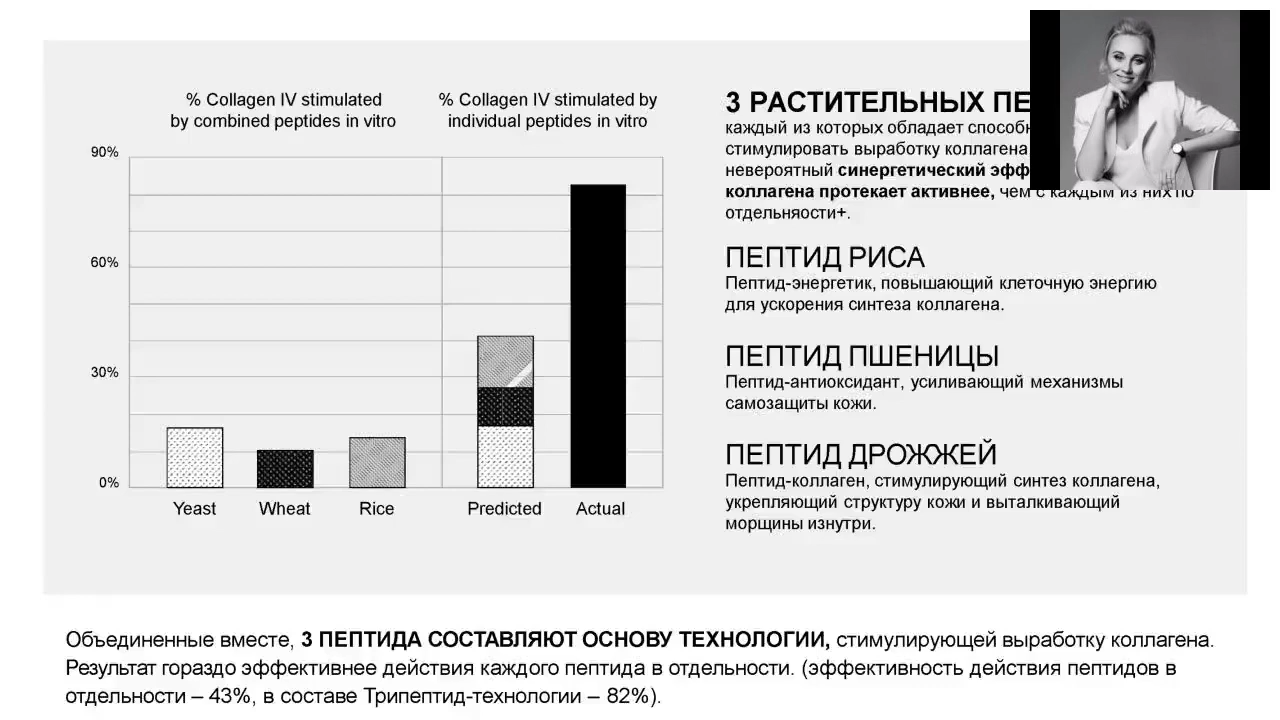 % Collagen IV stimulated
by combined peptides in vitro
% Collagen IV stimulated by
individual peptides in vitro
90%
60%
30%
0%
Yeast
Wheat
Rice
Predicted
Actual
3 РАСТИТЕЛЬНЫХ
каждый из которых обладает
стимулировать выработку коллагена
невероятный синергетический
коллагена протекает активнее, чем с каждым из них по
отдельняости+.
ПЕПТИД РИСА
Пептид-энергетик, повышающий клеточную энергию
для ускорения синтеза коллагена.
ПЕПТИД ПШЕНИЦЫ
Пептид-антиоксидант, усиливающий механизмы
самозащиты кожи.
ПЕПТИД ДРОЖЖЕЙ
Пептид-коллаген, стимулирующий синтез коллагена,
укрепляющий структуру кожи и выталкивающий
морщины изнутри.
Объединенные вместе, 3 ПЕПТИДА СОСТАВЛЯЮТ ОСНОВУ ТЕХНОЛОГИИ, стимулирующей выработку коллагена.
Результат гораздо эффективнее действия каждого пептида в отдельности. (эффективность действия пептидов в
отдельности – 43%, в составе Трипептид-технологии – 82%).